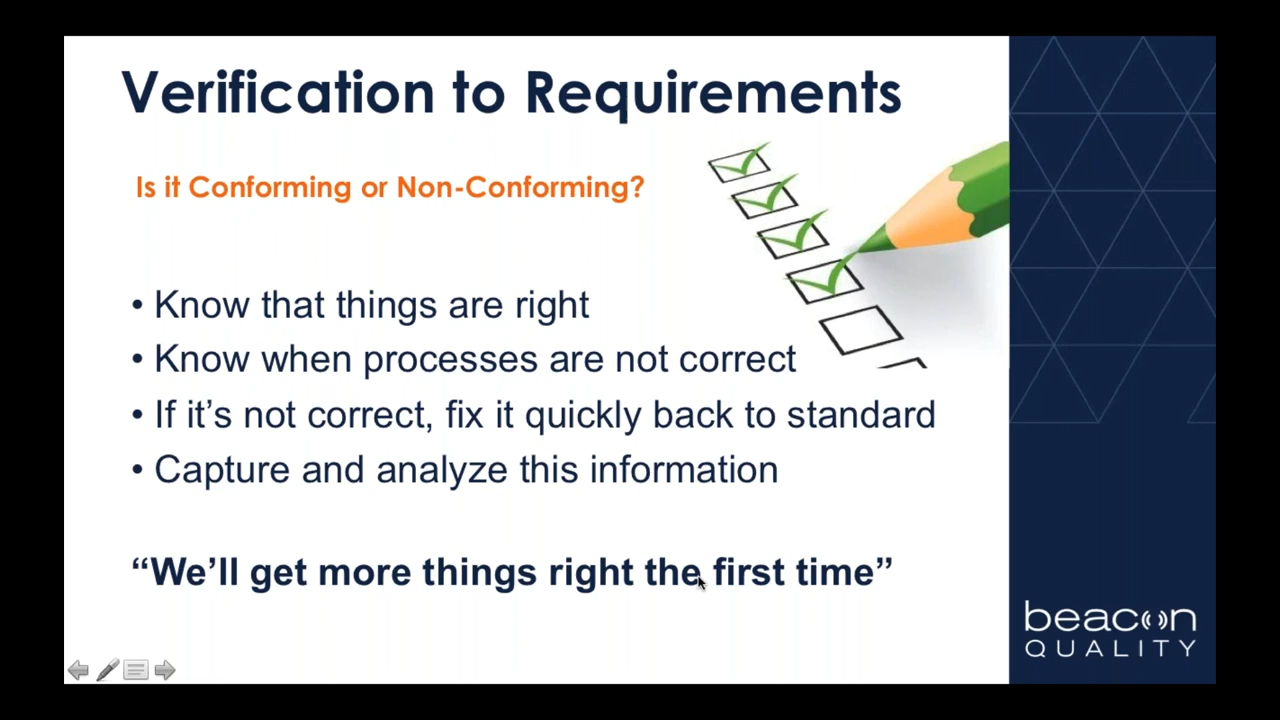 Verification to Requirements
Is it Conforming or Non-Conforming?
• Know that things are right
• Know when processes are not correct
• If it’s not correct, fix it quickly back to standard
• Capture and analyze this information
“We’ll get more things right the first time”
beacon
QUALITY